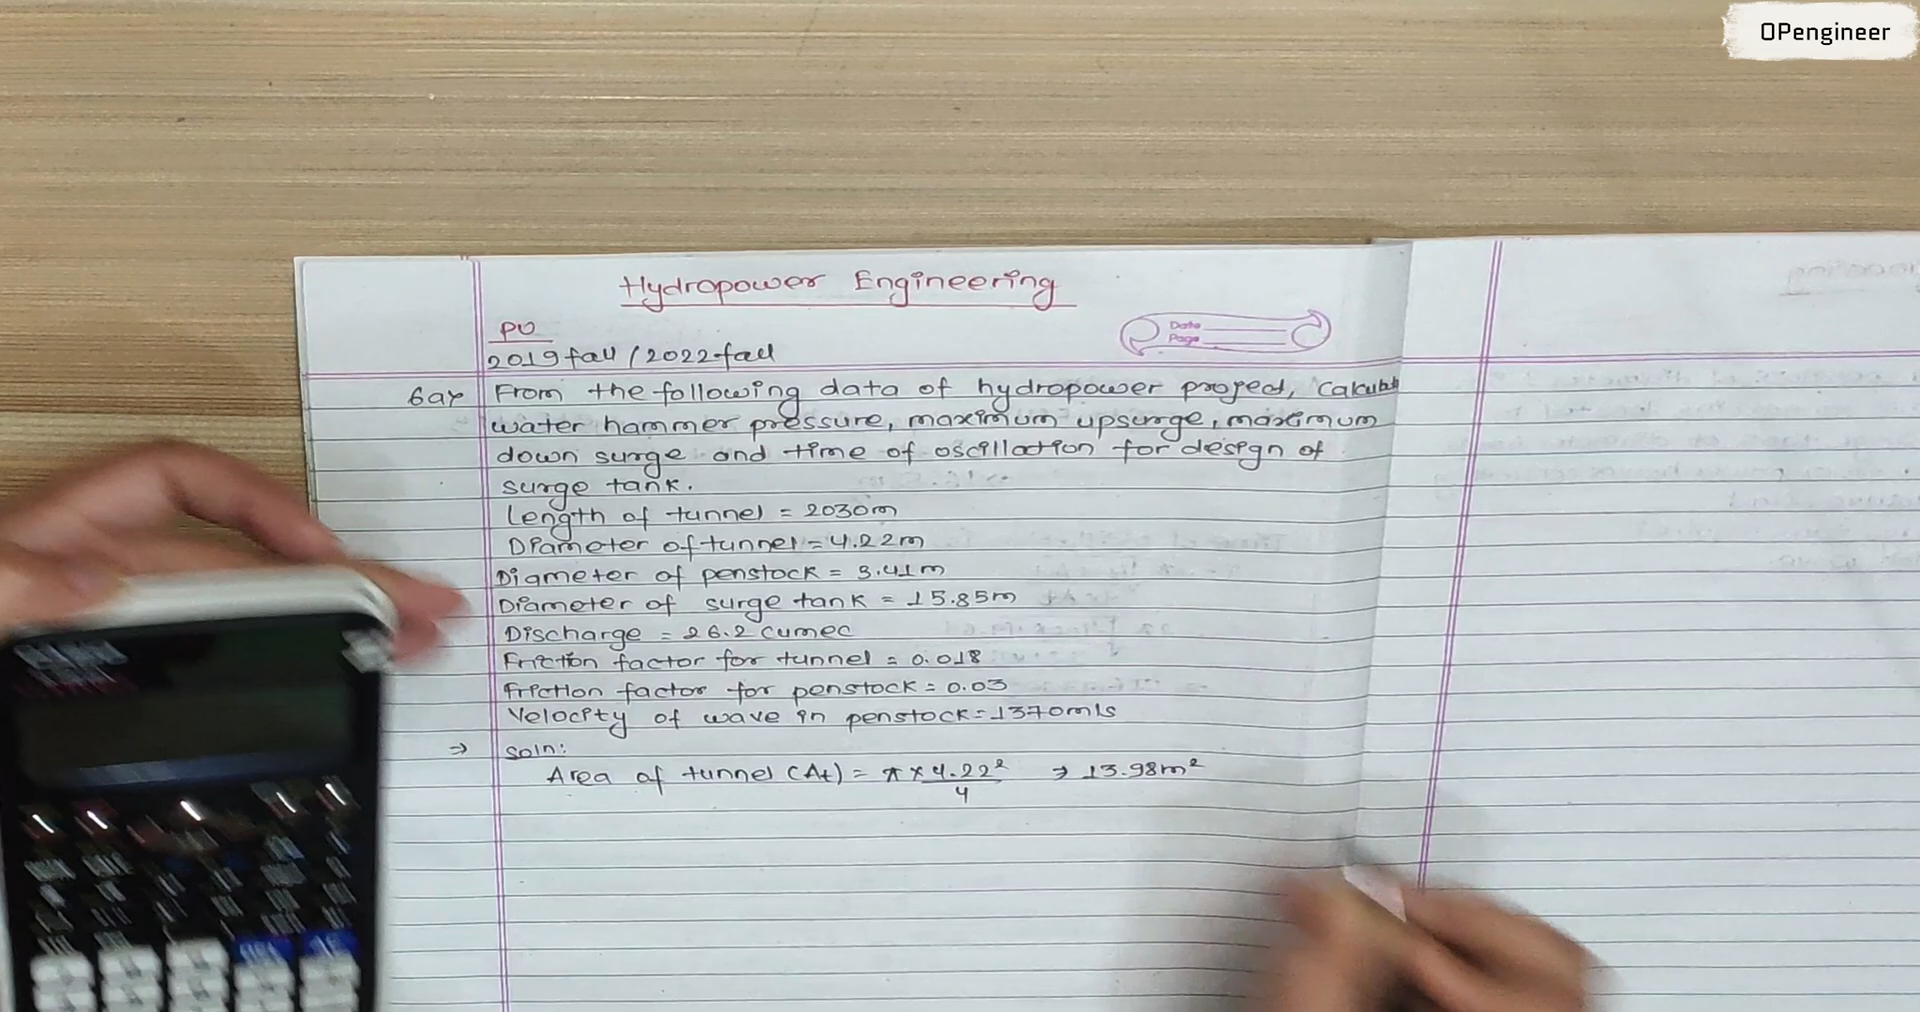 OPengineer
Hydropower Engineering
PU
Date
Page
2019 fall / 2022 fall
6a) From the following data of hydropower project, Calculate
water hammer pressure, maximum upsurge, maximum
down surge and time of oscillation for design of
surge tank.
Length of tunnel = 2030m
Diameter of tunnel = 4.22m
Diameter of penstock = 3.41m
Diameter of surge tank = 15.85m
Discharge = 26.2 cumec
Friction factor for tunnel = 0.018
Friction factor for penstock = 0.03
Velocity of wave in penstock = 1370m/s
⇒ Soln:
Area of tunnel (At) = π × 4.22² / 4 ⇒ 13.98m²